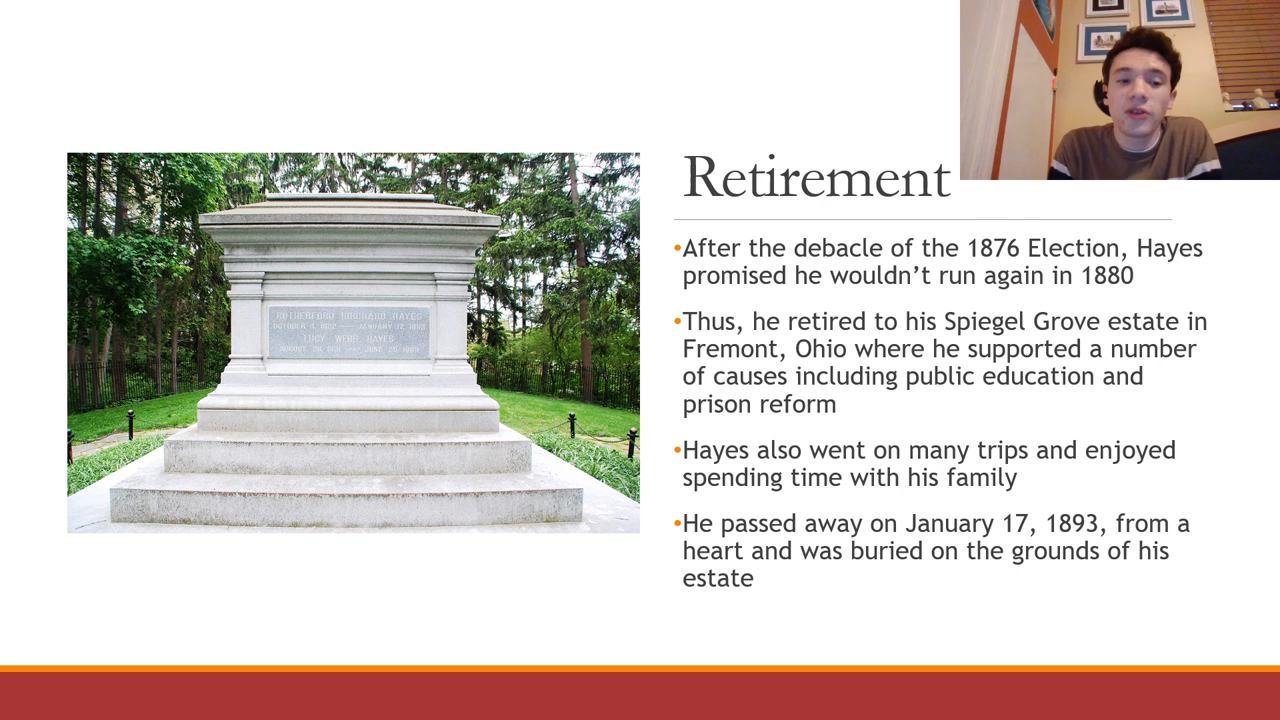 Retirement
•After the debacle of the 1876 Election, Hayes
promised he wouldn’t run again in 1880
•Thus, he retired to his Spiegel Grove estate in
Fremont, Ohio where he supported a number
of causes including public education and
prison reform
•Hayes also went on many trips and enjoyed
spending time with his family
•He passed away on January 17, 1893, from a
heart and was buried on the grounds of his
estate
RUTHERFORD BIRCHARD HAYES
LUCY WEBB HAYES